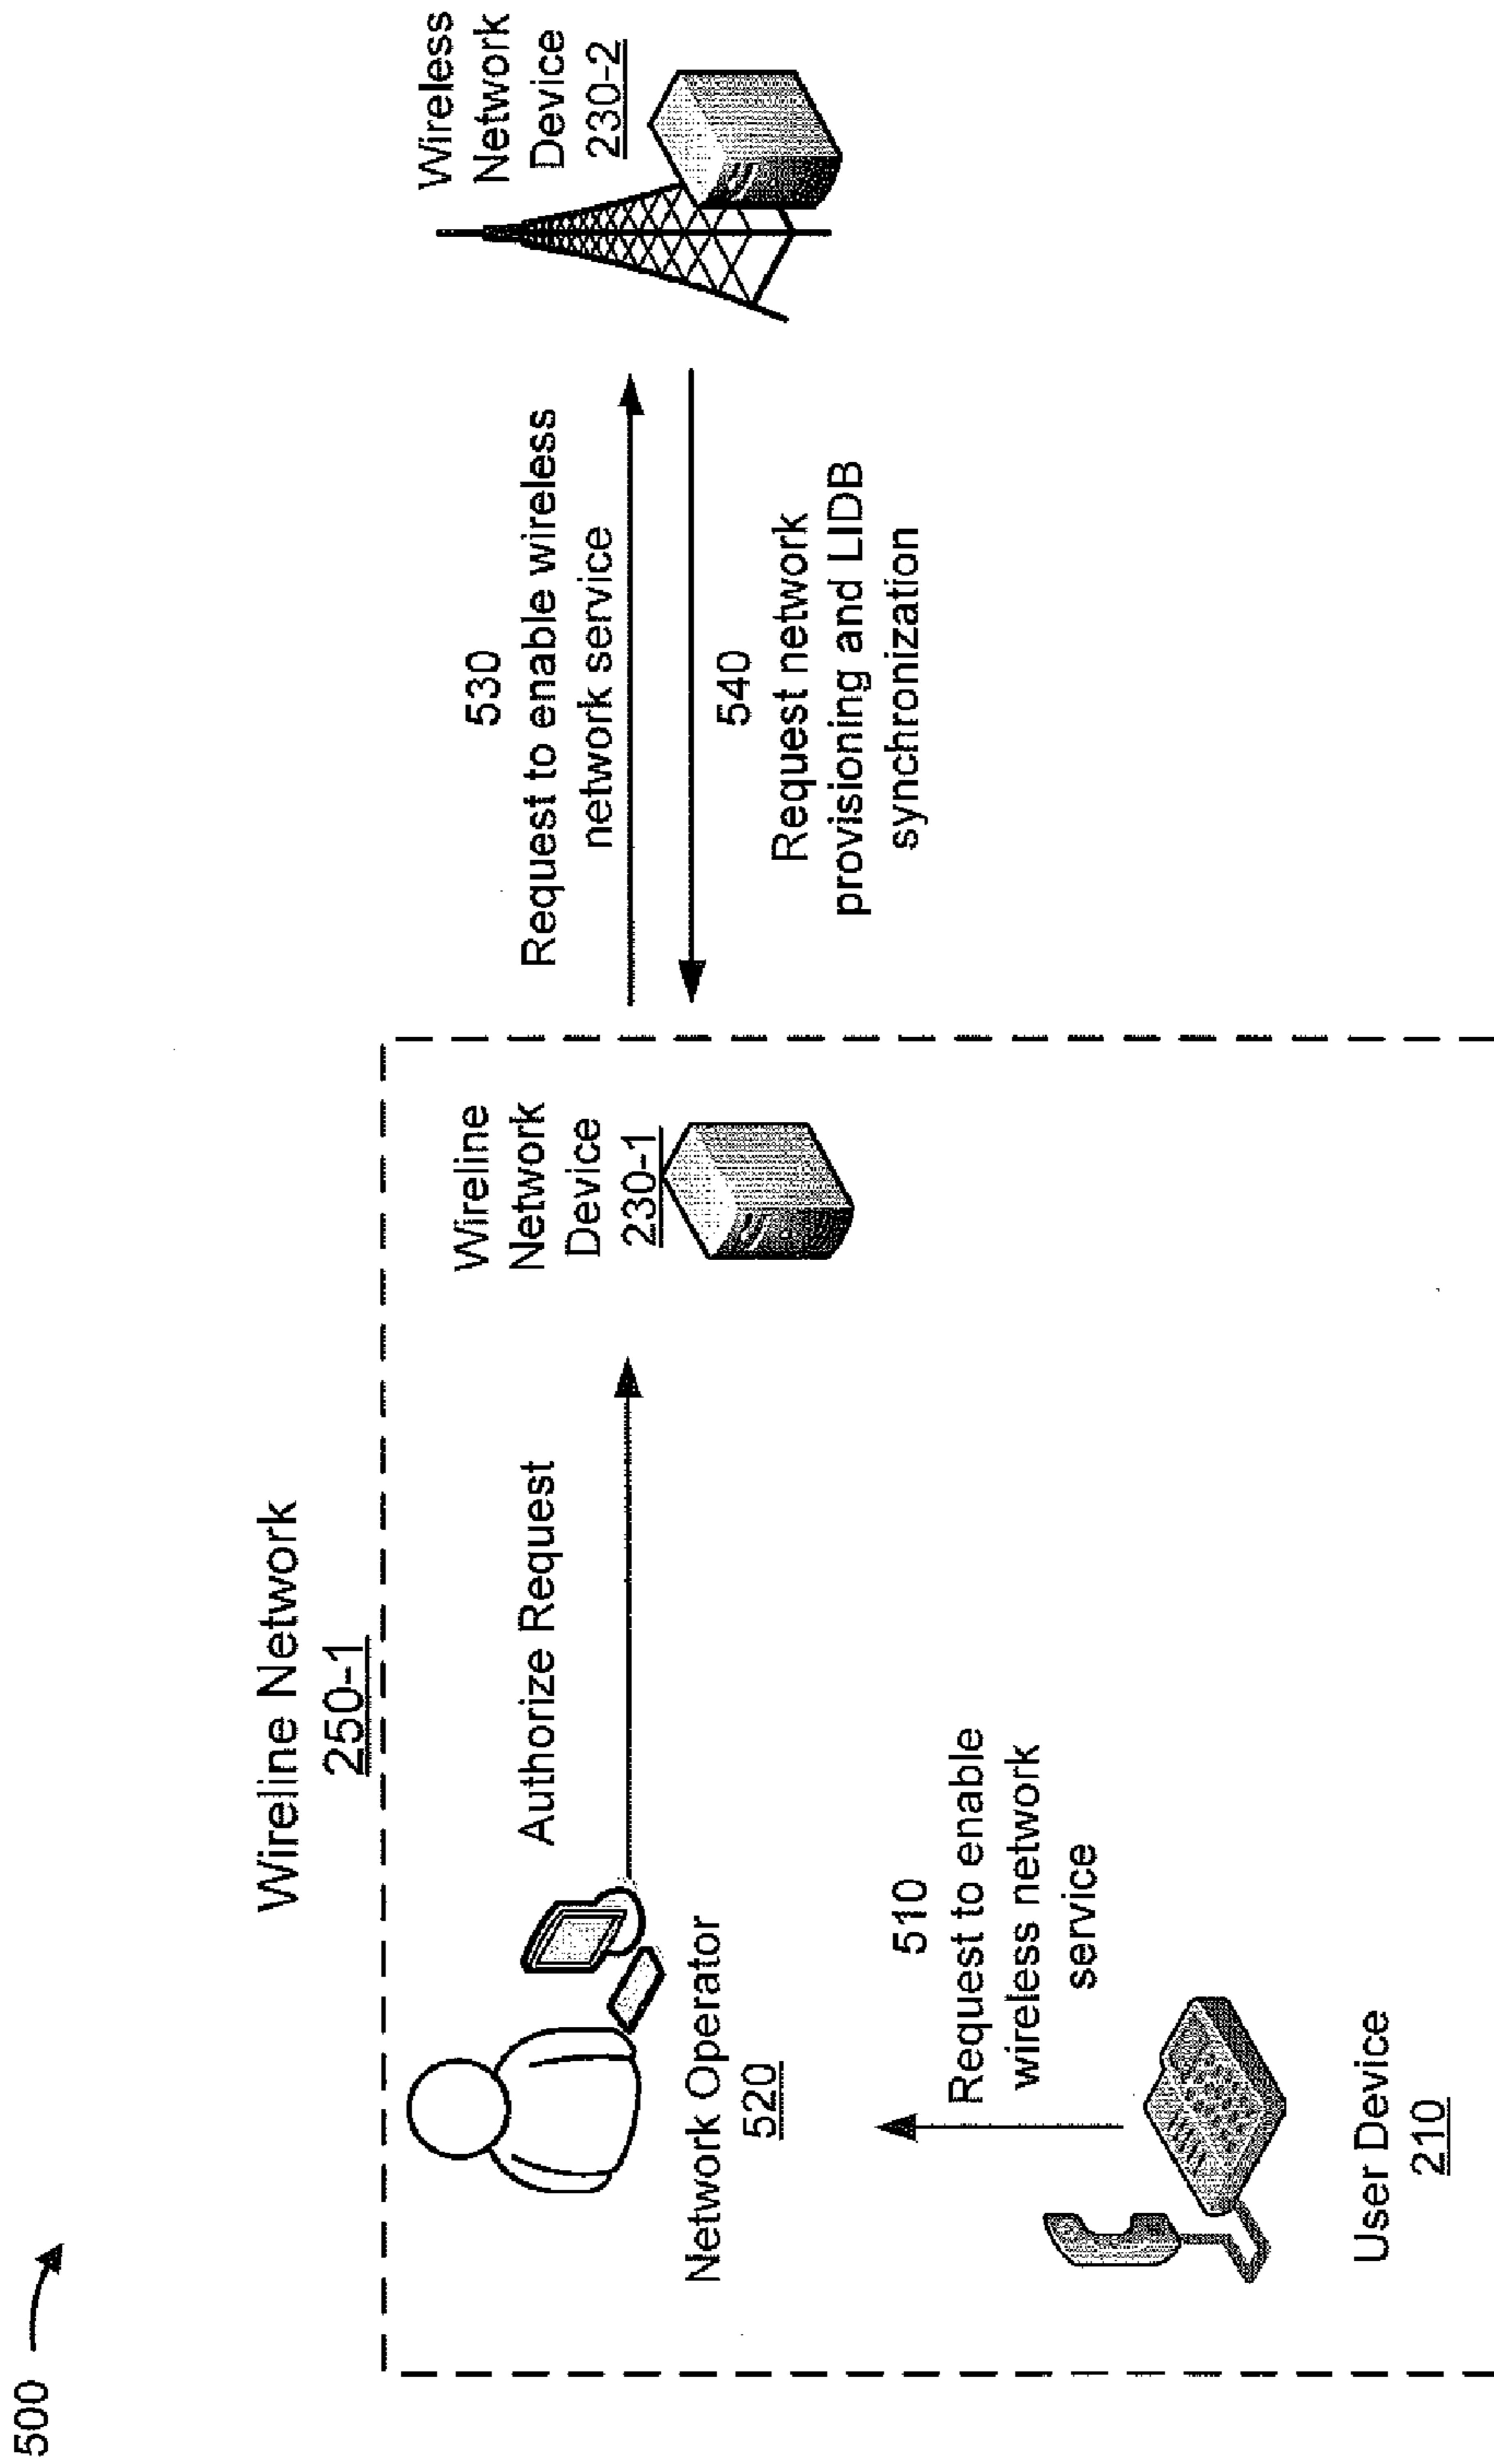 500
Wireline Network
250-1
Network Operator
520
Authorize Request
Wireline
Network
Device
230-1
510
Request to enable
wireless network
service
User Device
210
530
Request to enable wireless
network service
540
Request network
provisioning and LIDB
synchronization
Wireless
Network
Device
230-2